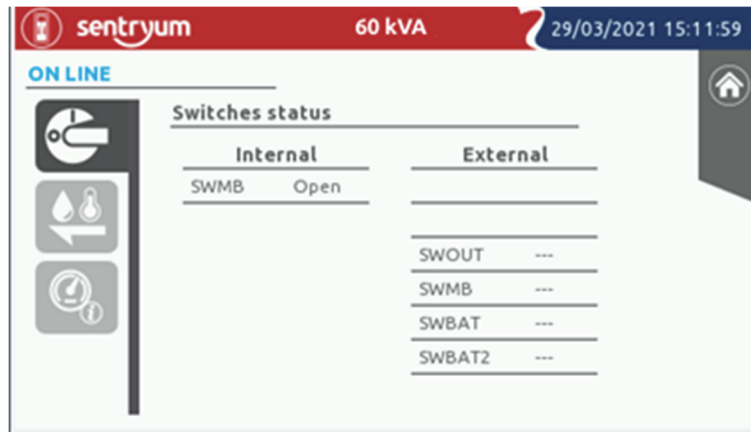 sentryum 60 kVA 29/03/2021 15:11:59
ON LINE
Switches status
Internal External
SWMB Open
SWOUT ---
SWMB ---
SWBAT ---
SWBAT2 ---